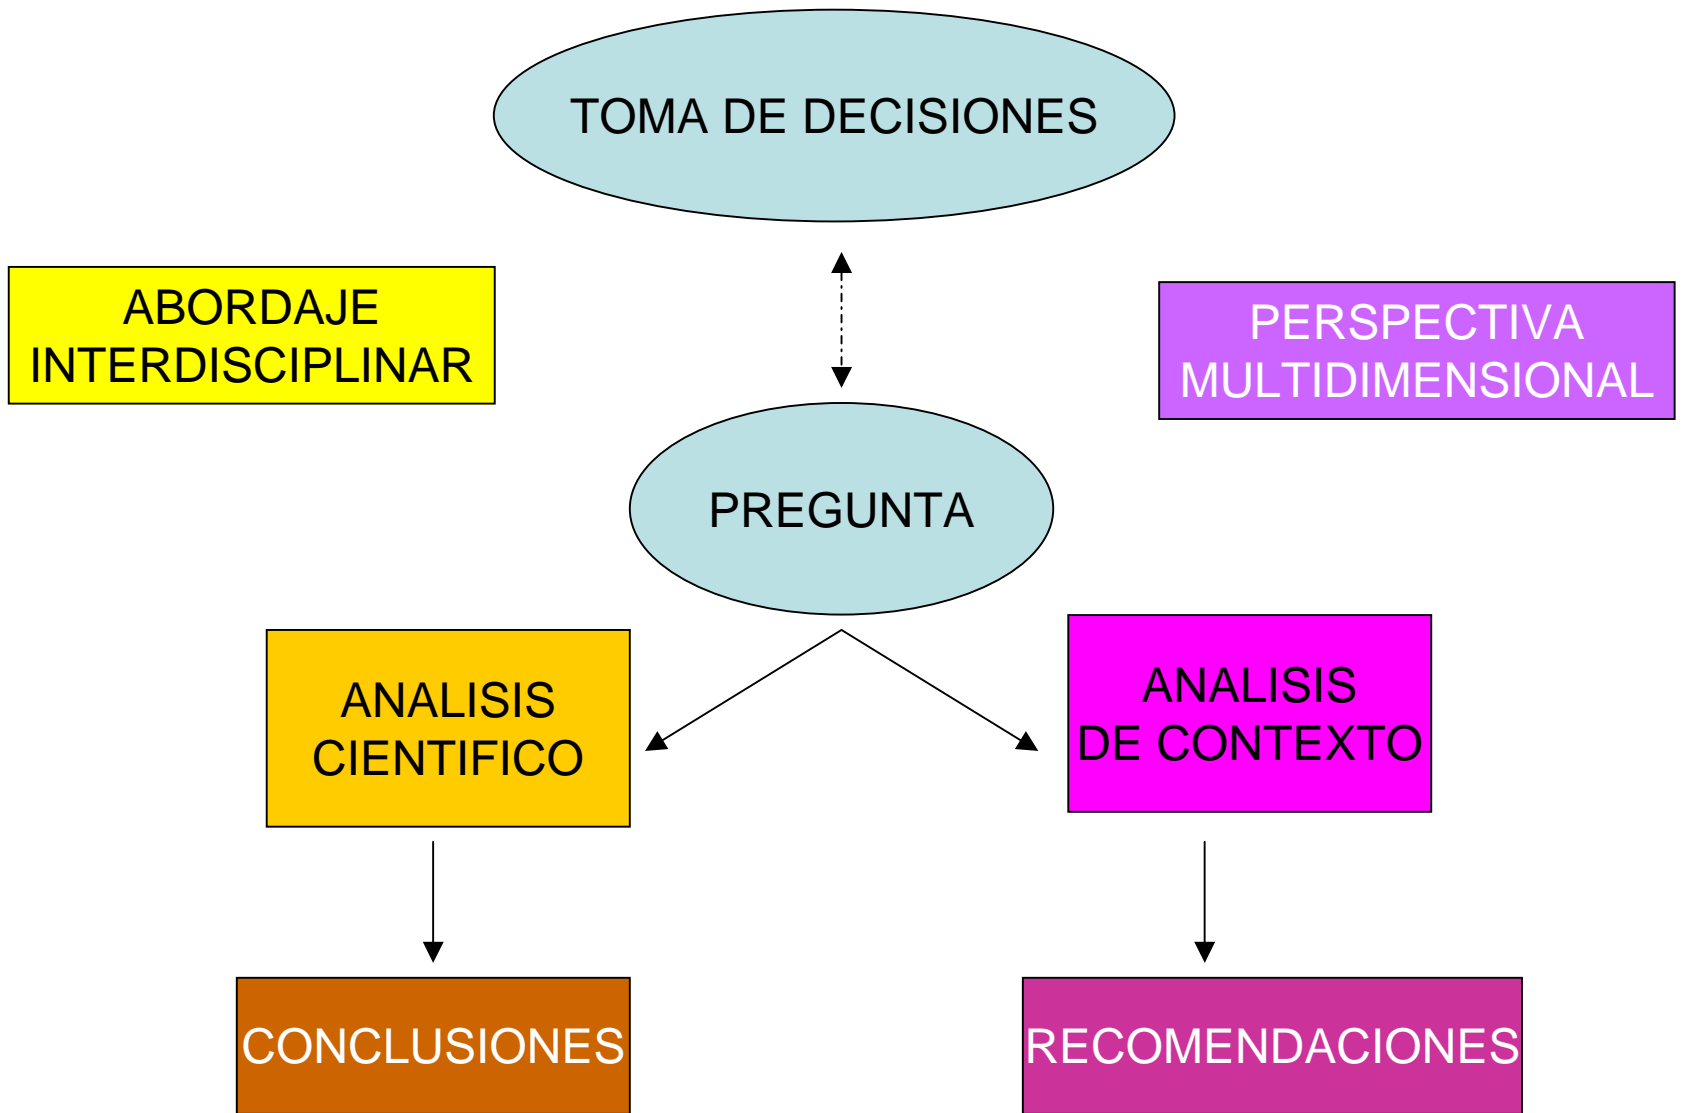 TOMA DE DECISIONES
ABORDAJE
INTERDISCIPLINAR
PERSPECTIVA
MULTIDIMENSIONAL
PREGUNTA
ANALISIS
CIENTIFICO
ANALISIS
DE CONTEXTO
CONCLUSIONES
RECOMENDACIONES